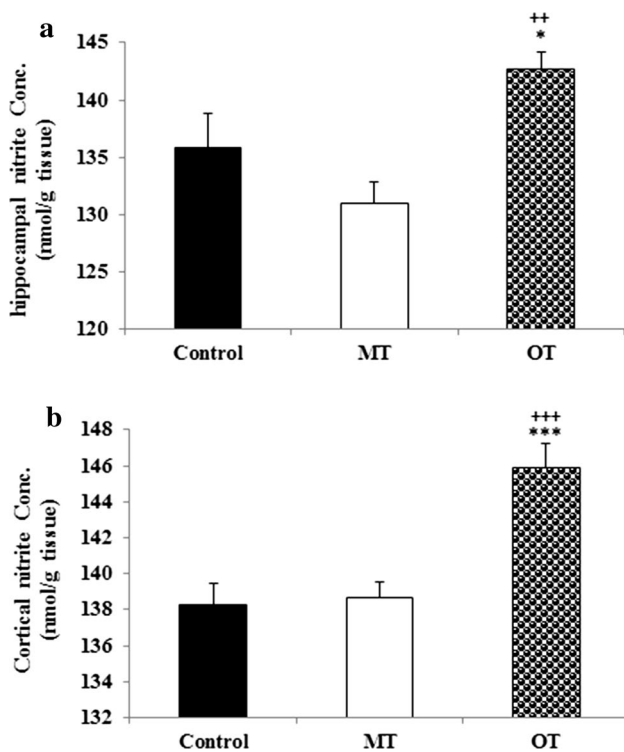 a
hippocampal nitrite Conc.
(nmol/g tissue)
145
140
135
130
125
120
++
*
Control MT OT
b
Cortical nitrite Conc.
(nmol/g tissue)
148
146
144
142
140
138
136
134
132
+++
***
Control MT OT